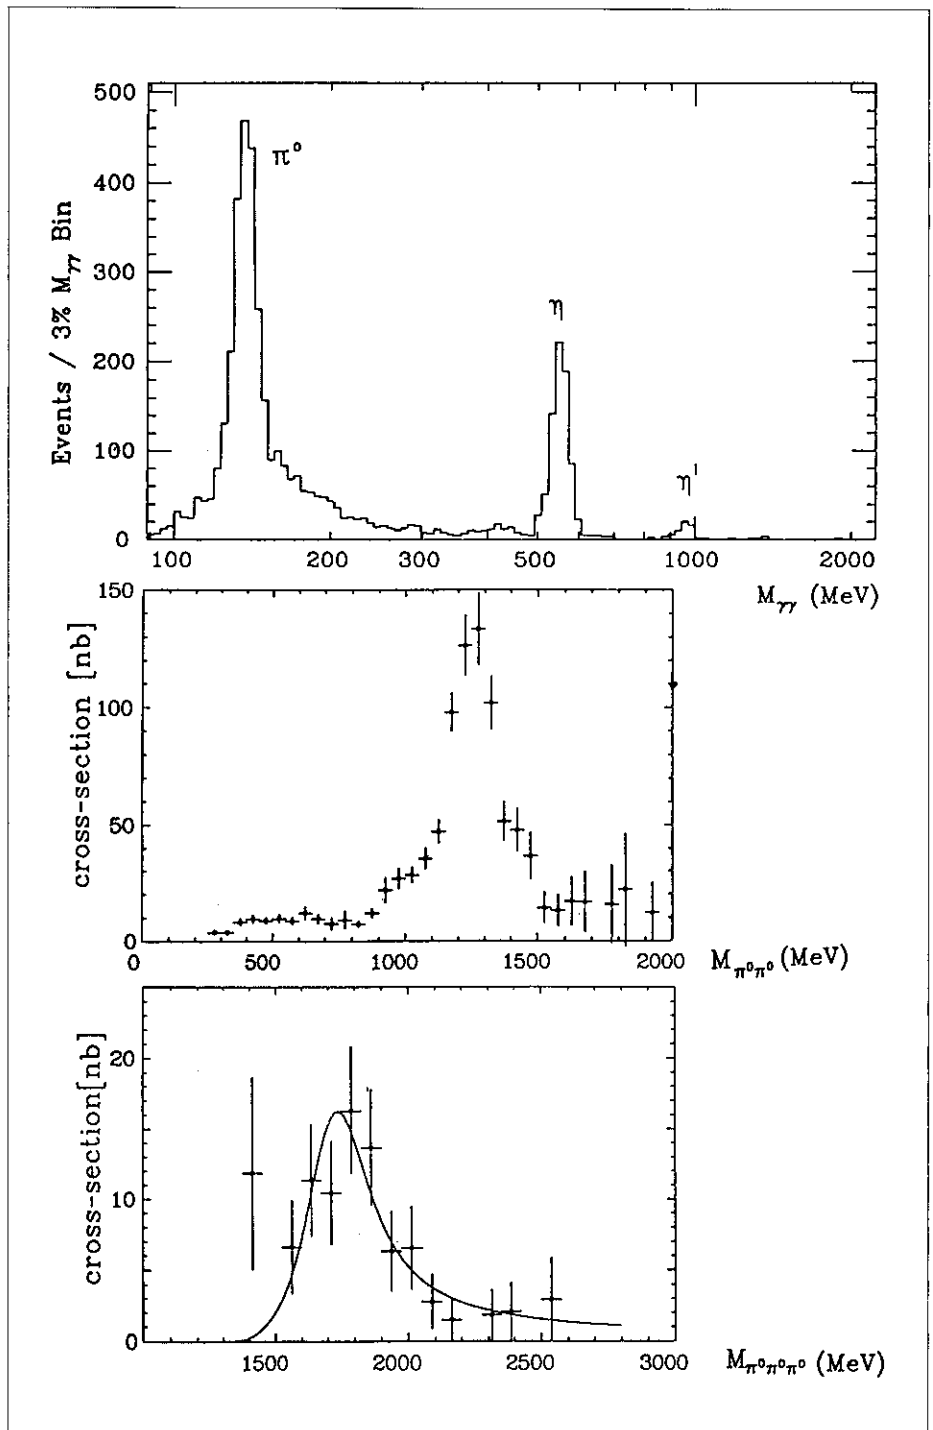 500
400
300
200
100
0
Events / 3% Mγγ Bin
π°
η
η'
100 200 300 500 1000 2000
Mγγ (MeV)
150
100
50
0
cross-section [nb]
0 500 1000 1500 2000
Mπ°π° (MeV)
20
10
0
cross-section[nb]
1500 2000 2500 3000
Mπ°π°π° (MeV)